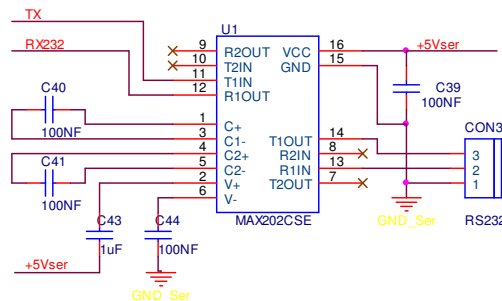 TX
U1
RX232
9 R2OUT VCC 16 +5Vser
10 T2IN GND 15
11 T1IN
12 R1OUT
C40
100NF
C39
100NF
1 C+
3 C1-
4 C2+
5 C2-
2 V+
6 V-
T1OUT 14
R2IN 8
R1IN 13
T2OUT 7
CON3
3
2
1
C41
100NF
C43
1uF
C44
100NF
MAX202CSE
GND_Ser
RS232
+5Vser
GND_Ser